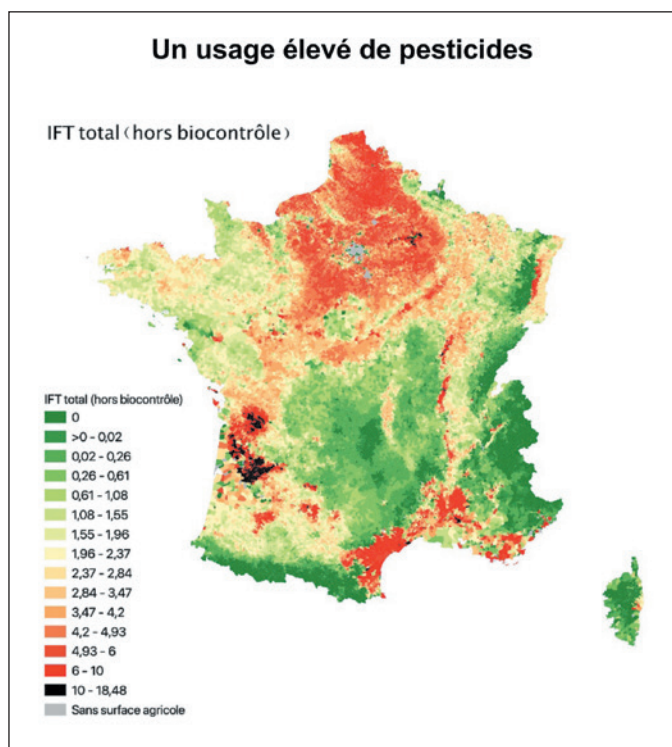 Un usage élevé de pesticides
IFT total (hors biocontrôle)
IFT total (hors biocontrôle)
0
>0 - 0,02
0,02 - 0,26
0,26 - 0,61
0,61 - 1,08
1,08 - 1,55
1,55 - 1,96
1,96 - 2,37
2,37 - 2,84
2,84 - 3,47
3,47 - 4,2
4,2 - 4,93
4,93 - 6
6 - 10
10 - 18,48
Sans surface agricole